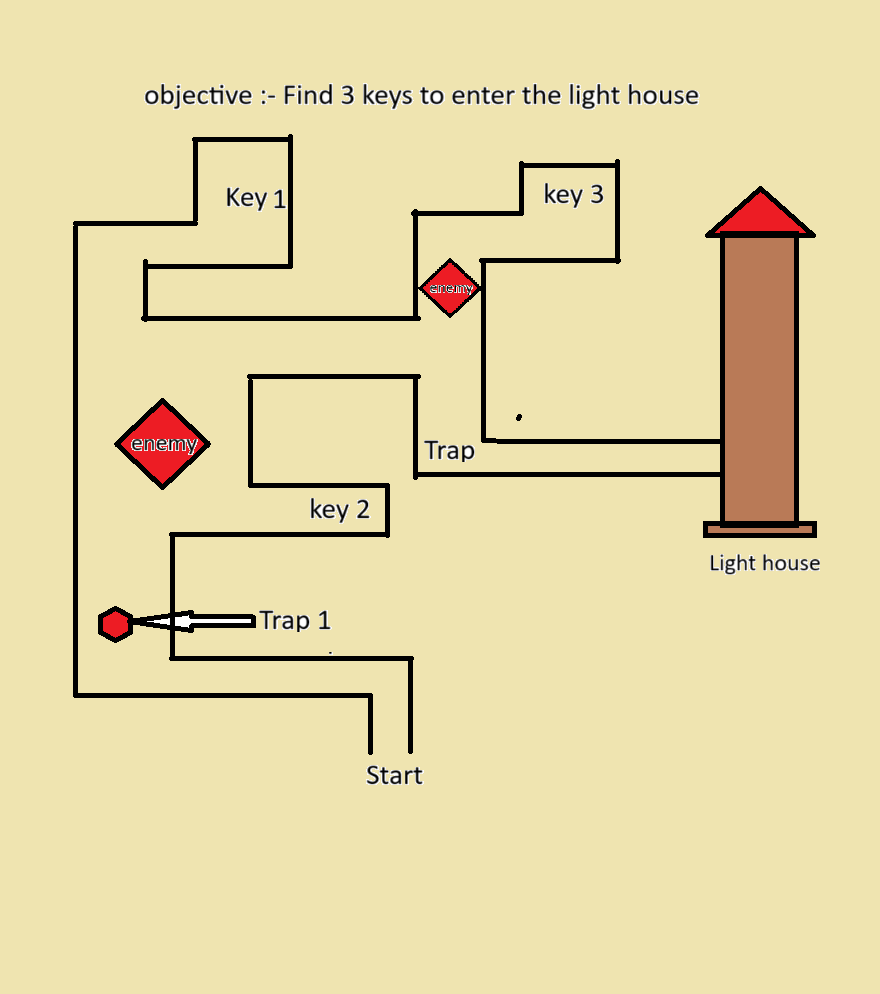 objective :- Find 3 keys to enter the light house
Key 1
key 3
enemy
enemy
Trap
key 2
Light house
Trap 1
Start